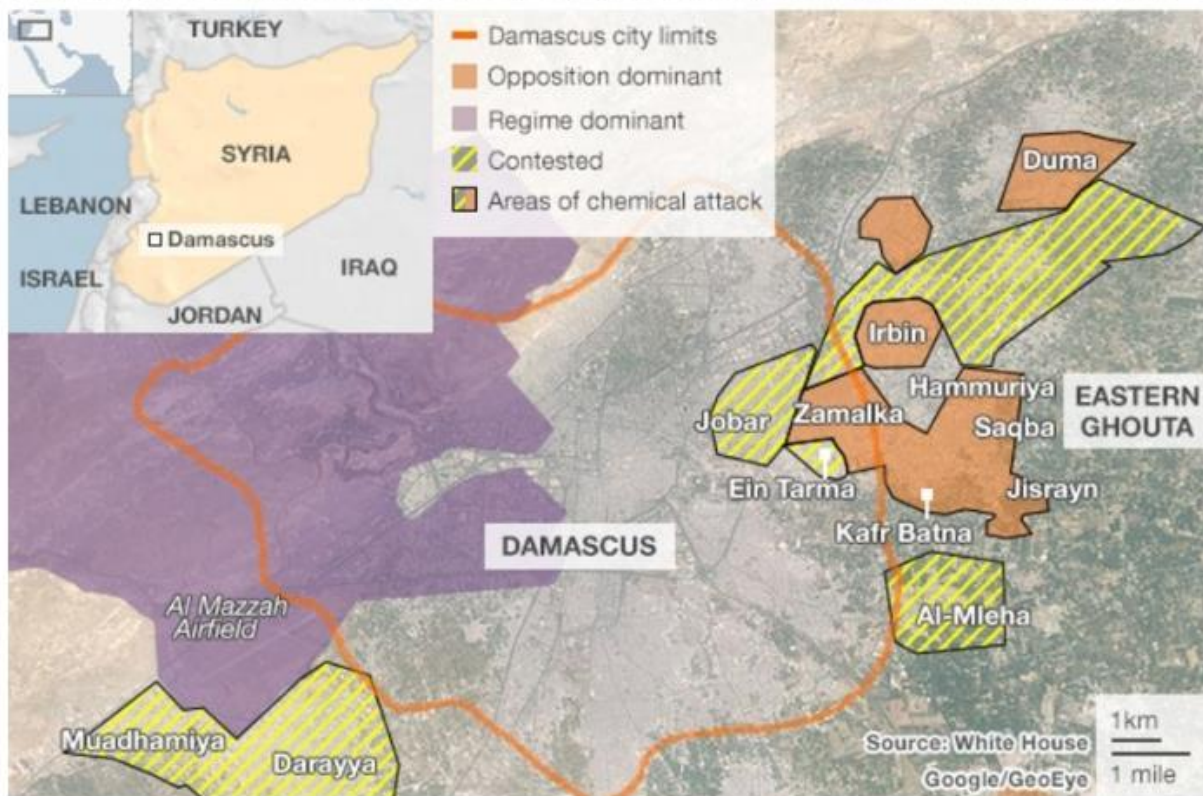 TURKEY
SYRIA
LEBANON
Damascus
ISRAEL
IRAQ
JORDAN
Damascus city limits
Opposition dominant
Regime dominant
Contested
Areas of chemical attack
Duma
Irbin
Hammuriya
EASTERN
GHOUTA
Jobar
Zamalka
Saqba
Ein Tarma
Jisrayn
Kafr Batna
DAMASCUS
Al Mazzah
Airfield
Al-Mleha
Muadhamiya
Darayya
1km
1 mile
Source: White House
Google/GeoEye